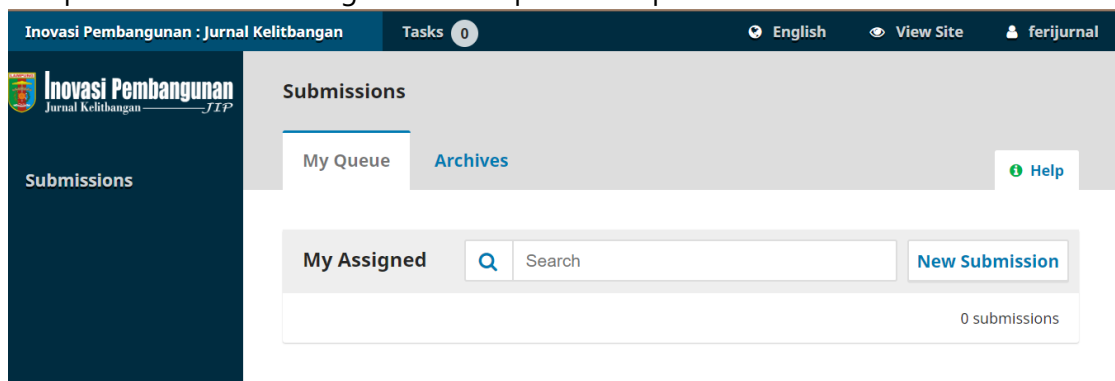 Inovasi Pembangunan : Jurnal Kelitbangan Tasks 0 English View Site ferijurnal
Inovasi Pembangunan
Jurnal Kelitbangan JIP
Submissions
Submissions
My Queue Archives
Help
My Assigned Search New Submission
0 submissions